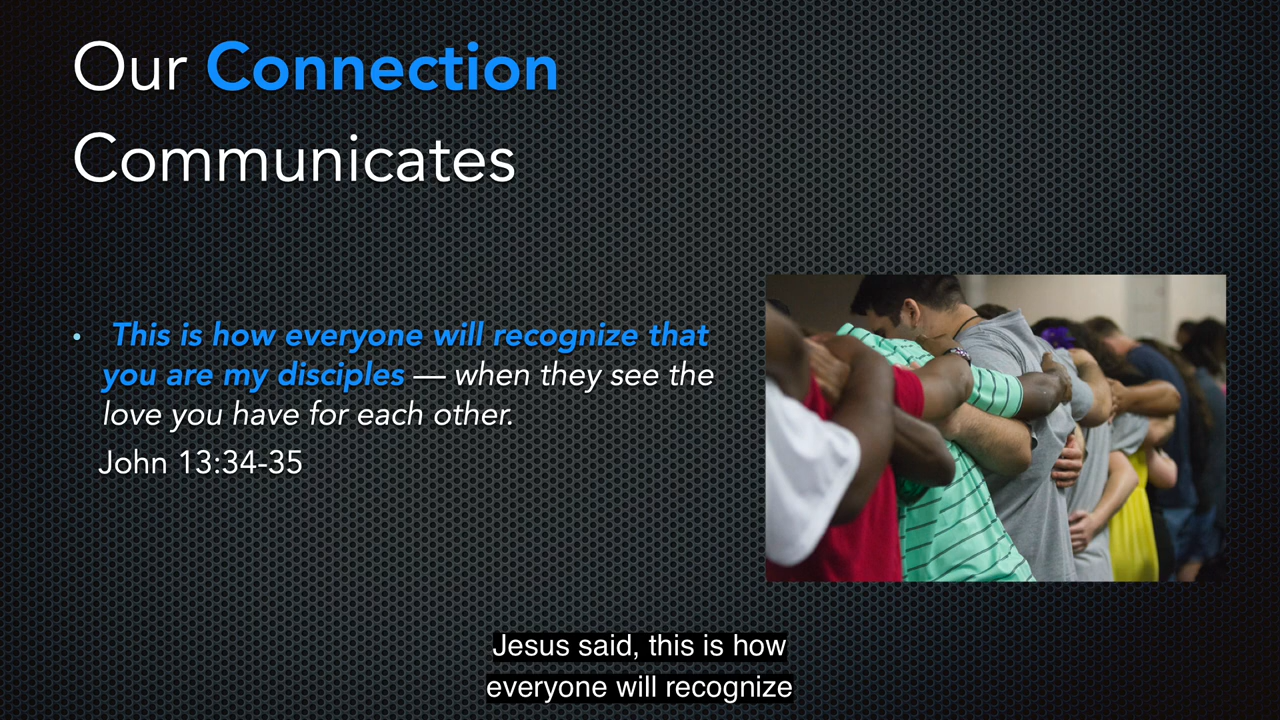 Our Connection
Communicates
• This is how everyone will recognize that
you are my disciples — when they see the
love you have for each other.
John 13:34-35
Jesus said, this is how
everyone will recognize